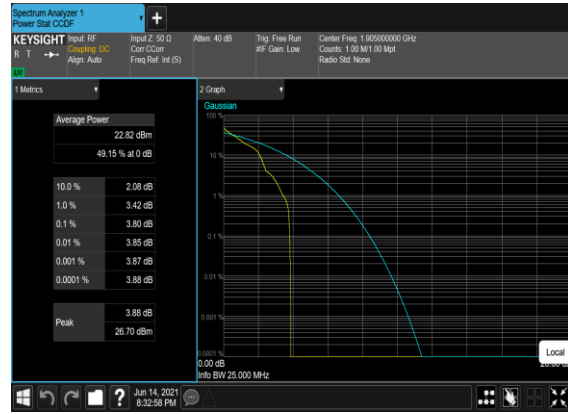 Spectrum Analyzer 1
Power Stat CCDF
KEYSIGHT Input: RF Input Z: 50 Ω Atten: 40 dB Trig: Free Run Center Freq: 1.905000000 GHz
R T Coupling: DC Corr CCorr #IF Gain: Low Counts: 1.00 M/1.00 Mpt
Align: Auto Freq Ref: Int (S) Radio Std: None
LXI
1 Metrics
Average Power
22.82 dBm
49.15 % at 0 dB
10.0 % 2.08 dB
1.0 % 3.42 dB
0.1 % 3.80 dB
0.01 % 3.85 dB
0.001 % 3.87 dB
0.0001 % 3.88 dB
Peak 3.88 dB
26.70 dBm
2 Graph
Gaussian
100 %
10 %
1 %
0.1 %
0.01 %
0.001 %
0.0001 %
0.00 dB
Info BW 25.000 MHz
Local
?
Jun 14, 2021
8:32:58 PM